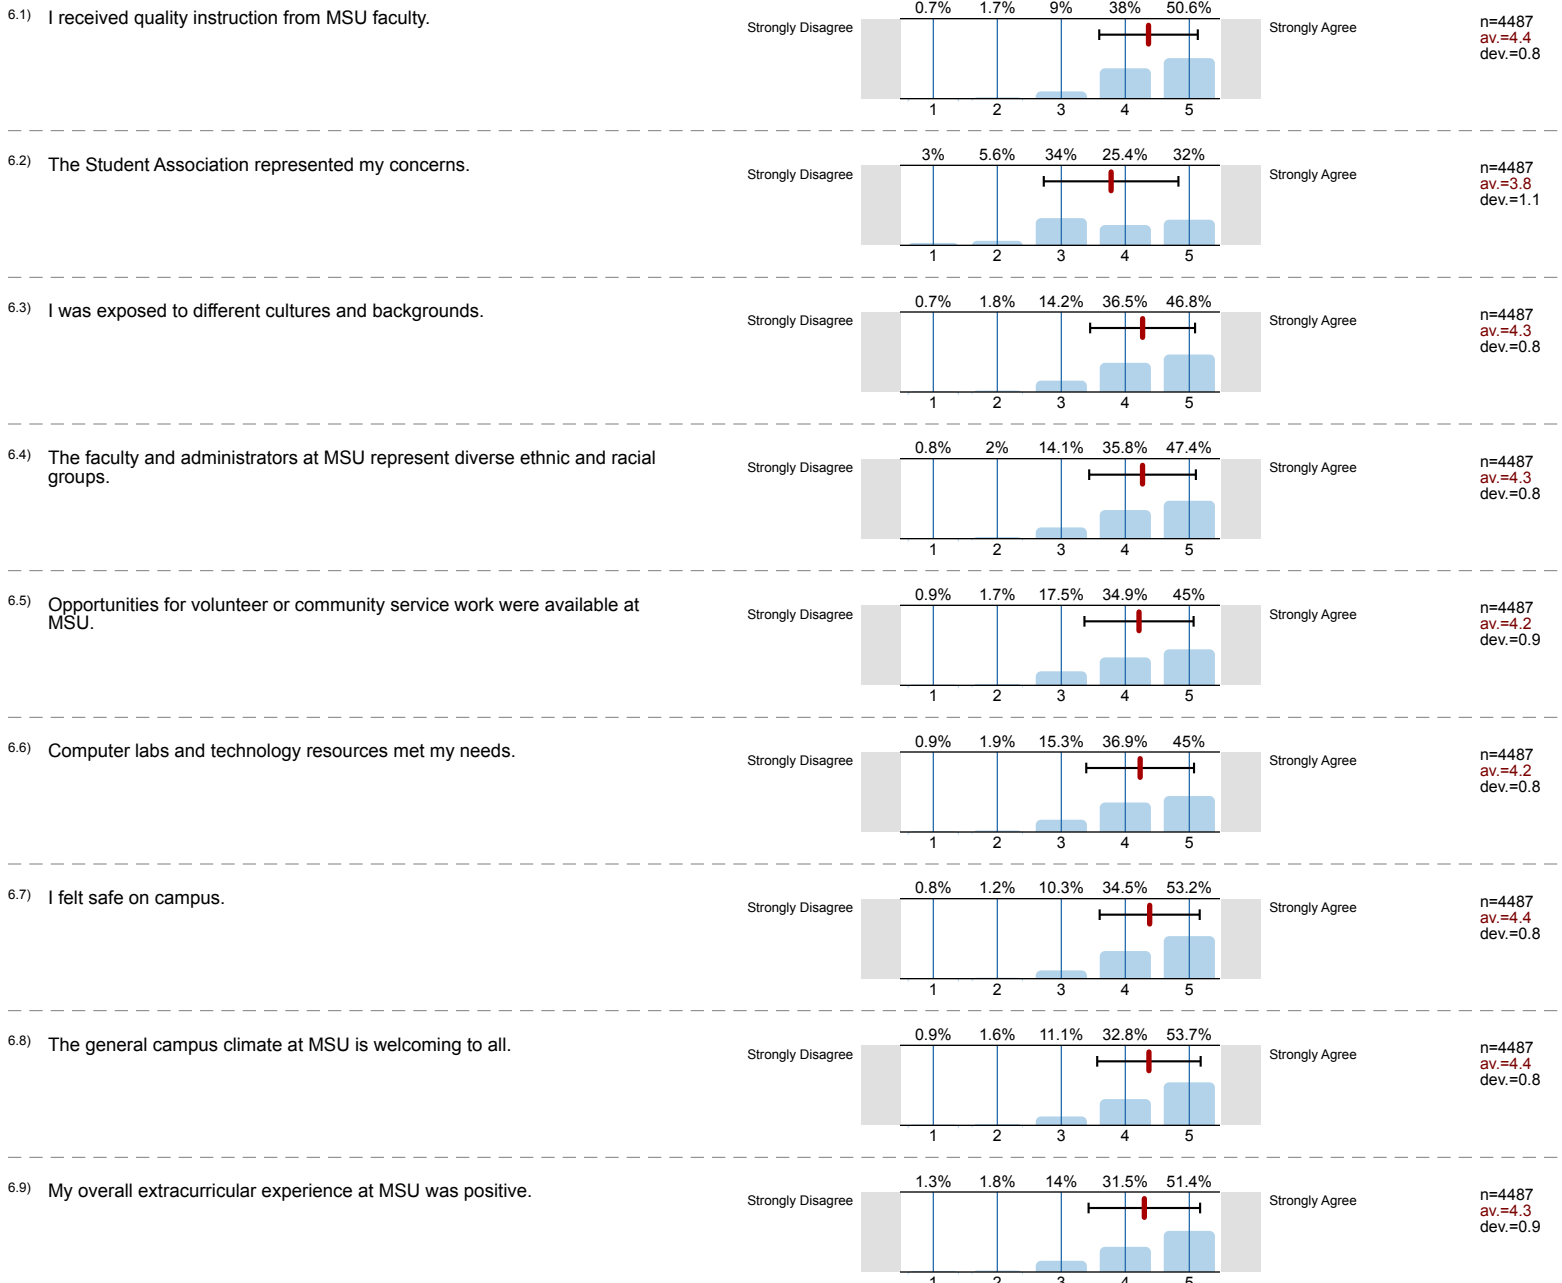 6.1) I received quality instruction from MSU faculty.
0.7% 1.7% 9% 38% 50.6%
Strongly Disagree Strongly Agree
n=4487
av.=4.4
dev.=0.8
1 2 3 4 5
6.2) The Student Association represented my concerns.
3% 5.6% 34% 25.4% 32%
Strongly Disagree Strongly Agree
n=4487
av.=3.8
dev.=1.1
1 2 3 4 5
6.3) I was exposed to different cultures and backgrounds.
0.7% 1.8% 14.2% 36.5% 46.8%
Strongly Disagree Strongly Agree
n=4487
av.=4.3
dev.=0.8
1 2 3 4 5
6.4) The faculty and administrators at MSU represent diverse ethnic and racial
groups.
0.8% 2% 14.1% 35.8% 47.4%
Strongly Disagree Strongly Agree
n=4487
av.=4.3
dev.=0.8
1 2 3 4 5
6.5) Opportunities for volunteer or community service work were available at
MSU.
0.9% 1.7% 17.5% 34.9% 45%
Strongly Disagree Strongly Agree
n=4487
av.=4.2
dev.=0.9
1 2 3 4 5
6.6) Computer labs and technology resources met my needs.
0.9% 1.9% 15.3% 36.9% 45%
Strongly Disagree Strongly Agree
n=4487
av.=4.2
dev.=0.8
1 2 3 4 5
6.7) I felt safe on campus.
0.8% 1.2% 10.3% 34.5% 53.2%
Strongly Disagree Strongly Agree
n=4487
av.=4.4
dev.=0.8
1 2 3 4 5
6.8) The general campus climate at MSU is welcoming to all.
0.9% 1.6% 11.1% 32.8% 53.7%
Strongly Disagree Strongly Agree
n=4487
av.=4.4
dev.=0.8
1 2 3 4 5
6.9) My overall extracurricular experience at MSU was positive.
1.3% 1.8% 14% 31.5% 51.4%
Strongly Disagree Strongly Agree
n=4487
av.=4.3
dev.=0.9
1 2 3 4 5